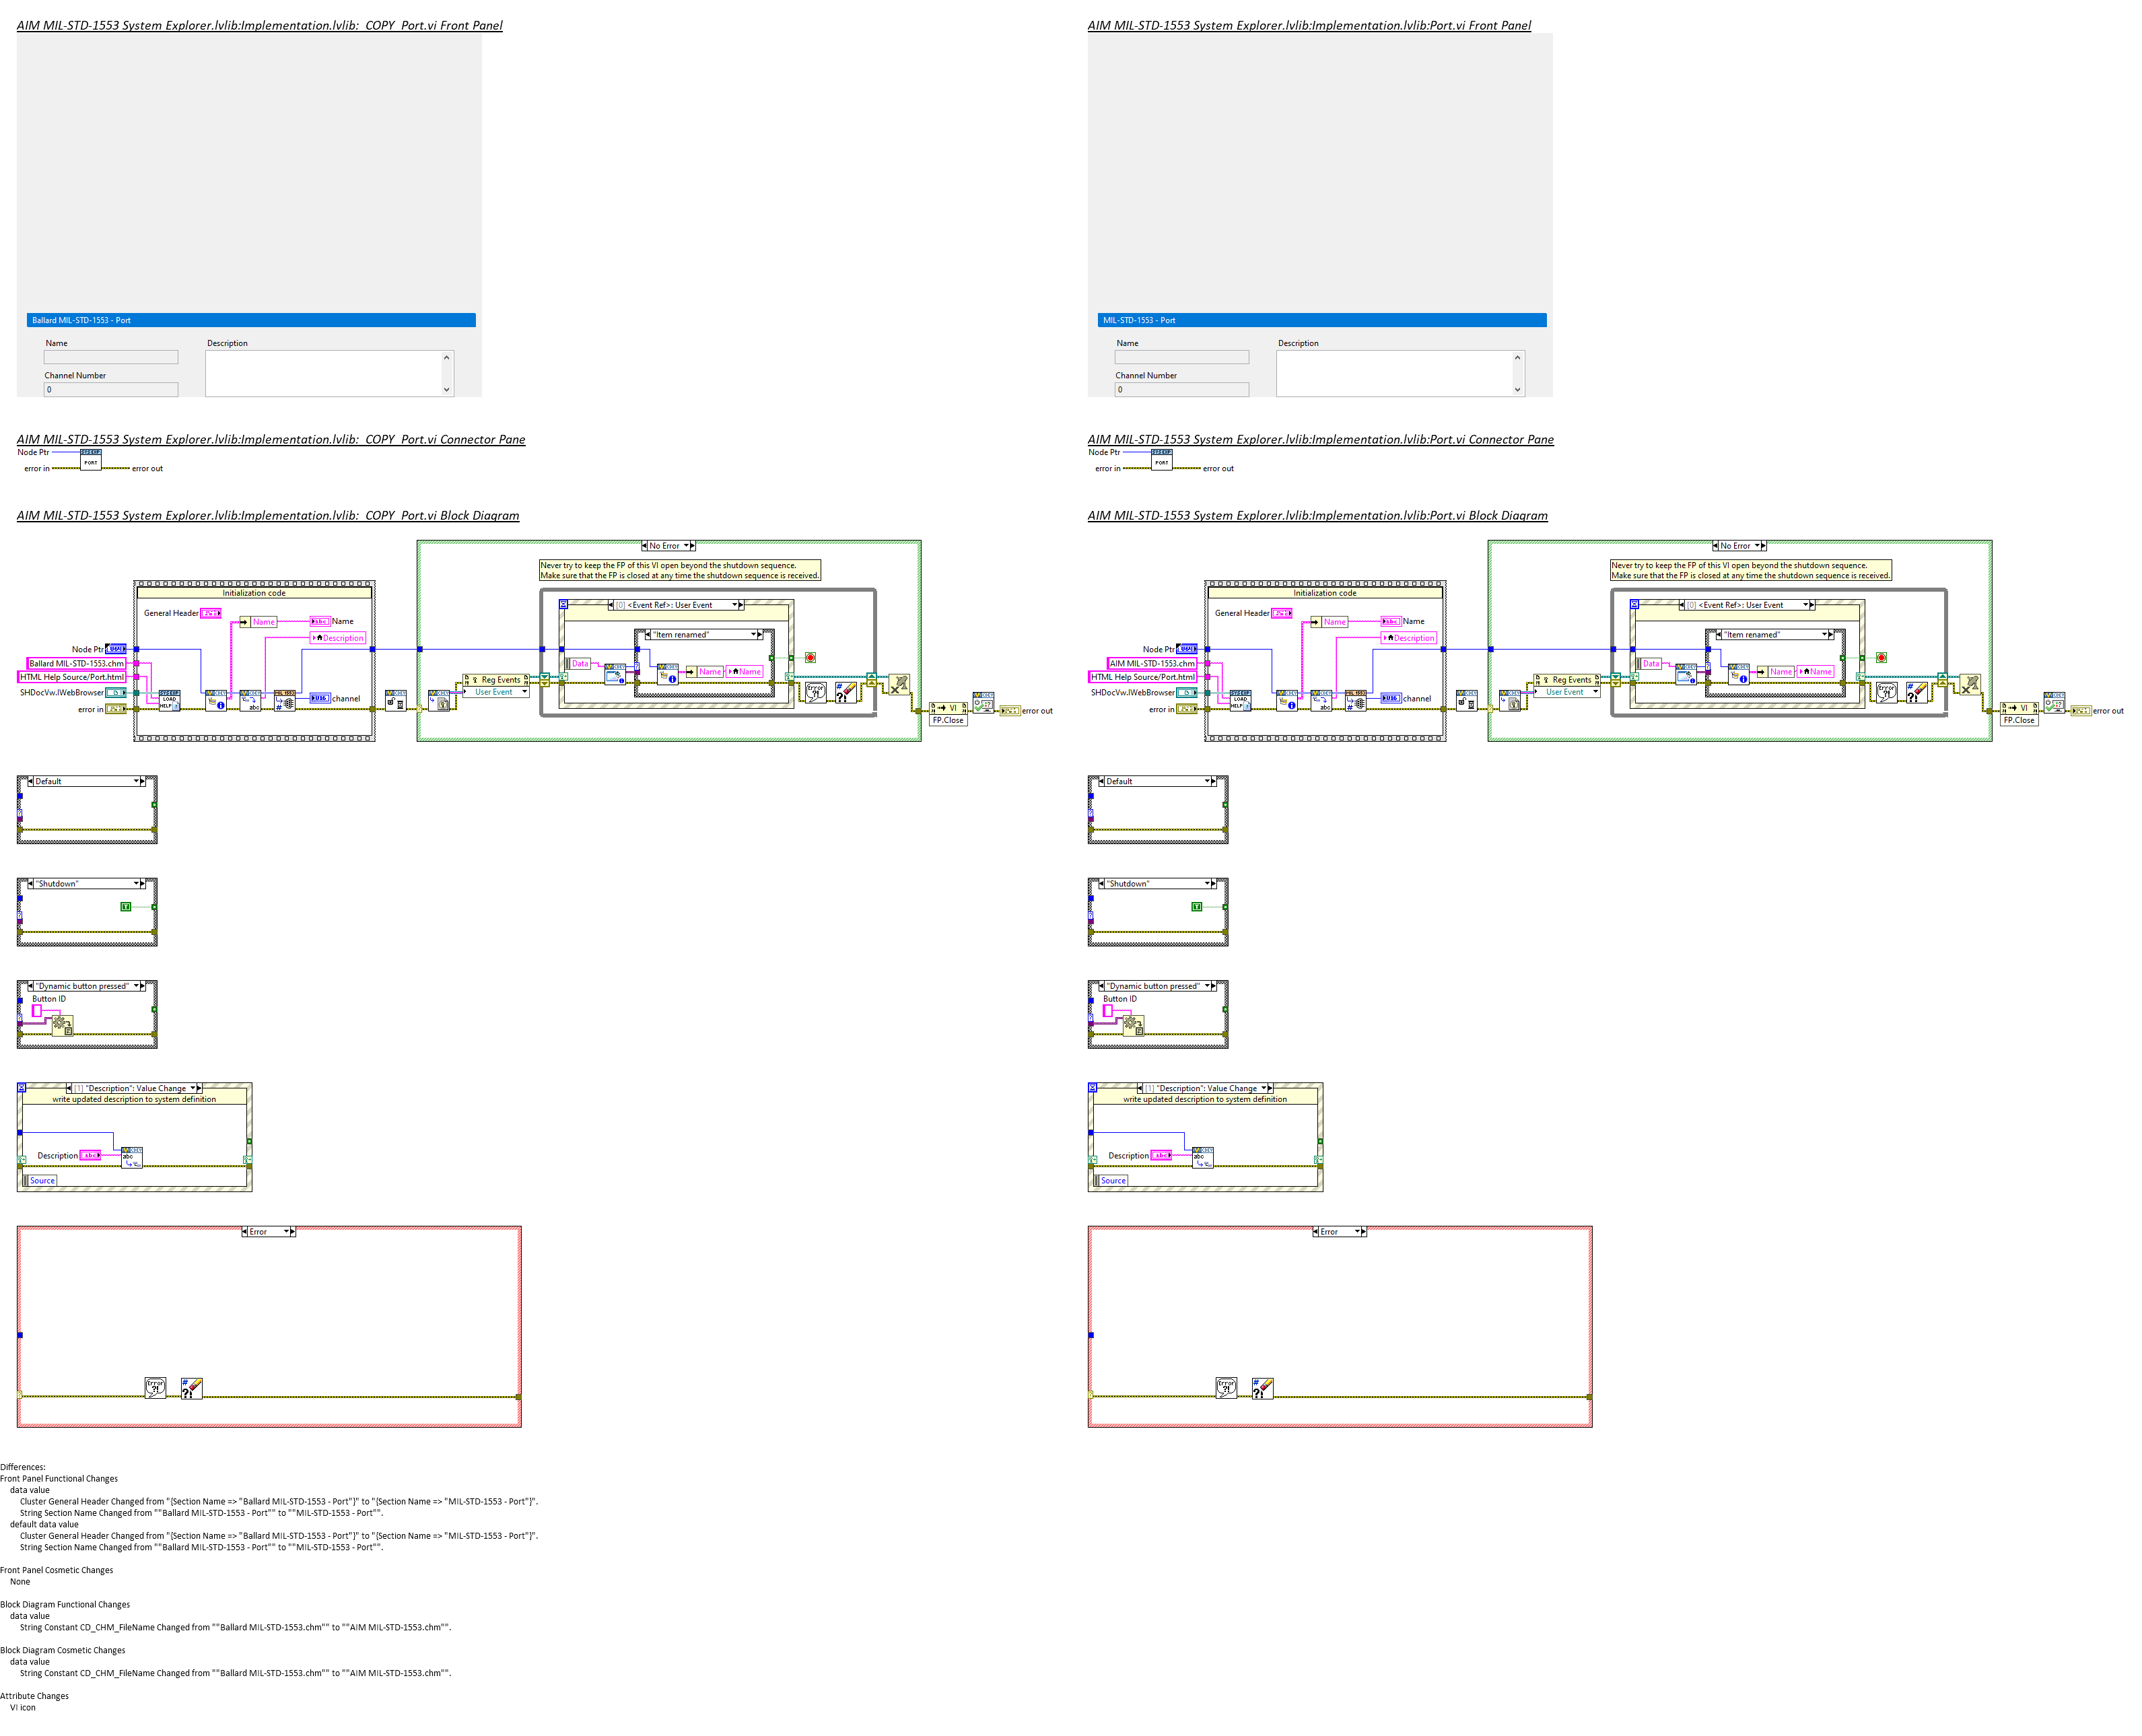 AIM MIL-STD-1553 System Explorer.lvlib:Implementation.lvlib:_COPY_Port.vi Front Panel
Ballard MIL-STD-1553 - Port
Name
Description
Channel Number
0
AIM MIL-STD-1553 System Explorer.lvlib:Implementation.lvlib:_COPY_Port.vi Connector Pane
Node Ptr
PORT
error in
error out
AIM MIL-STD-1553 System Explorer.lvlib:Implementation.lvlib:_COPY_Port.vi Block Diagram
No Error
Never try to keep the FP of this VI open beyond the shutdown sequence.
Make sure that the FP is closed at any time the shutdown sequence is received.
Initialization code
[0] <Event Ref>: User Event
General Header
Name
Name
Description
"Item renamed"
Node Ptr
Ballard MIL-STD-1553.chm
Data
Name
Name
HTML Help Source/Port.html
Reg Events
SHDocVw.IWebBrowser
User Event
channel
error in
VI
error out
FP.Close
Default
"Shutdown"
"Dynamic button pressed"
Button ID
[1] "Description": Value Change
write updated description to system definition
Description
Source
Error
AIM MIL-STD-1553 System Explorer.lvlib:Implementation.lvlib:Port.vi Front Panel
MIL-STD-1553 - Port
Name
Description
Channel Number
0
AIM MIL-STD-1553 System Explorer.lvlib:Implementation.lvlib:Port.vi Connector Pane
Node Ptr
PORT
error in
error out
AIM MIL-STD-1553 System Explorer.lvlib:Implementation.lvlib:Port.vi Block Diagram
No Error
Never try to keep the FP of this VI open beyond the shutdown sequence.
Make sure that the FP is closed at any time the shutdown sequence is received.
Initialization code
[0] <Event Ref>: User Event
General Header
Name
Name
Description
"Item renamed"
Node Ptr
AIM MIL-STD-1553.chm
Data
Name
Name
HTML Help Source/Port.html
Reg Events
SHDocVw.IWebBrowser
User Event
channel
error in
VI
error out
FP.Close
Default
"Shutdown"
"Dynamic button pressed"
Button ID
[1] "Description": Value Change
write updated description to system definition
Description
Source
Error
Differences:
Front Panel Functional Changes
data value
Cluster General Header Changed from "{Section Name => "Ballard MIL-STD-1553 - Port"}" to "{Section Name => "MIL-STD-1553 - Port"}".
String Section Name Changed from ""Ballard MIL-STD-1553 - Port"" to ""MIL-STD-1553 - Port"".
default data value
Cluster General Header Changed from "{Section Name => "Ballard MIL-STD-1553 - Port"}" to "{Section Name => "MIL-STD-1553 - Port"}".
String Section Name Changed from ""Ballard MIL-STD-1553 - Port"" to ""MIL-STD-1553 - Port"".
Front Panel Cosmetic Changes
None
Block Diagram Functional Changes
data value
String Constant CD_CHM_FileName Changed from ""Ballard MIL-STD-1553.chm"" to ""AIM MIL-STD-1553.chm"".
Block Diagram Cosmetic Changes
data value
String Constant CD_CHM_FileName Changed from ""Ballard MIL-STD-1553.chm"" to ""AIM MIL-STD-1553.chm"".
Attribute Changes
VI icon